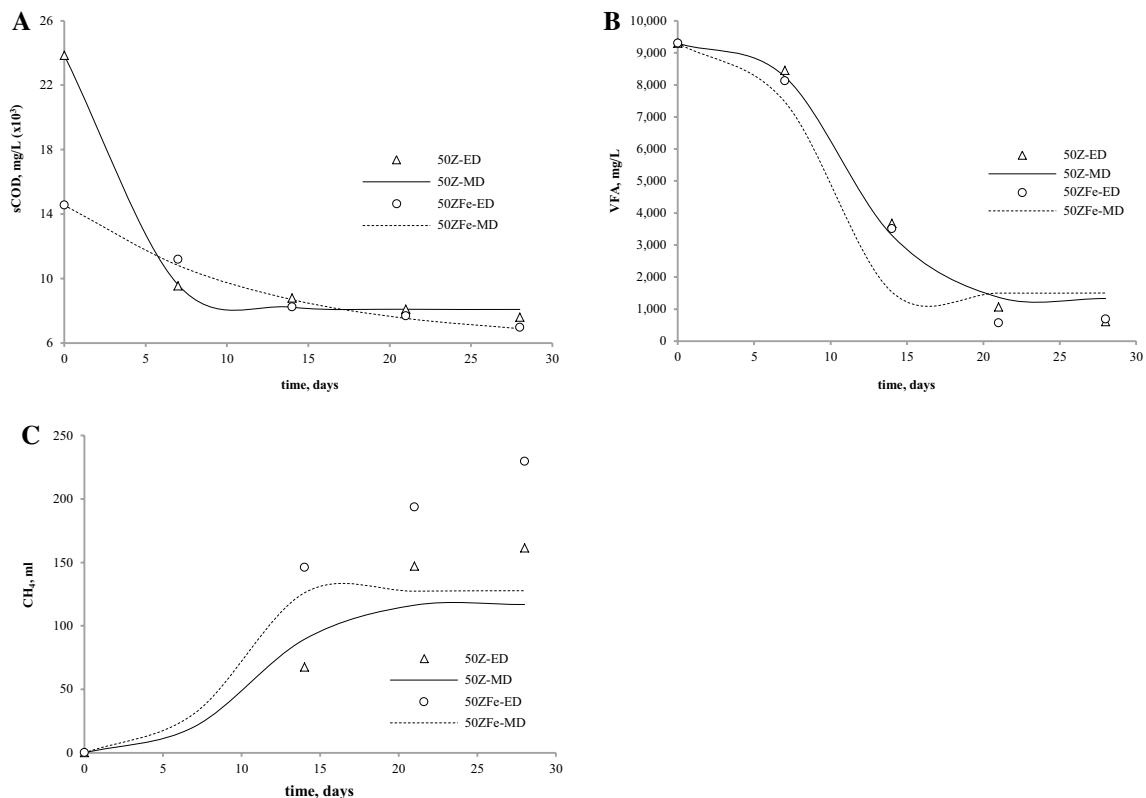 A
26
22
18
14
10
6
sCOD, mg/L (x10³)
50Z-ED
50Z-MD
50ZFe-ED
50ZFe-MD
0 5 10 15 20 25 30
time, days
B
10,000
9,000
8,000
7,000
6,000
5,000
4,000
3,000
2,000
1,000
0
VFA, mg/L
50Z-ED
50Z-MD
50ZFe-ED
50ZFe-MD
0 5 10 15 20 25 30
time, days
C
250
200
150
100
50
0
CH₄, ml
50Z-ED
50Z-MD
50ZFe-ED
50ZFe-MD
0 5 10 15 20 25 30
time, days